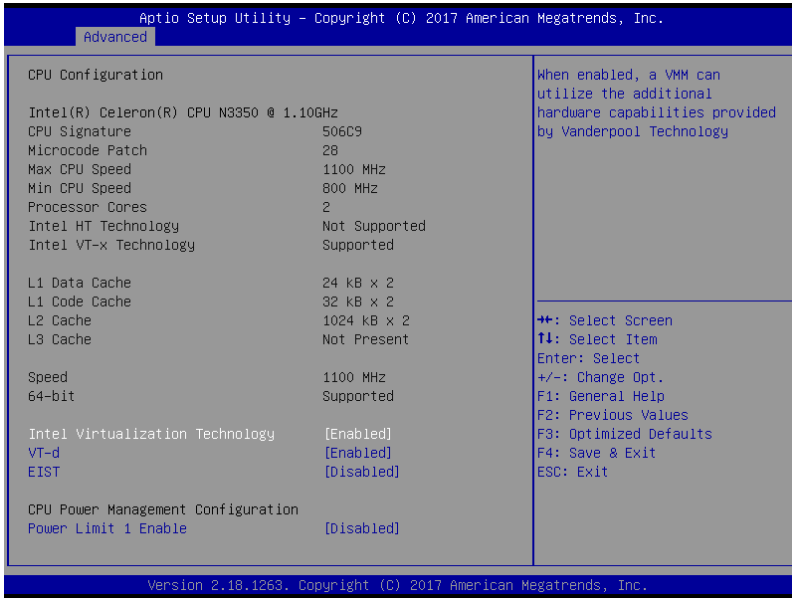 Aptio Setup Utility – Copyright (C) 2017 American Megatrends, Inc.
Advanced
CPU Configuration
Intel(R) Celeron(R) CPU N3350 @ 1.10GHz
CPU Signature 506C9
Microcode Patch 28
Max CPU Speed 1100 MHz
Min CPU Speed 800 MHz
Processor Cores 2
Intel HT Technology Not Supported
Intel VT-x Technology Supported
L1 Data Cache 24 kB x 2
L1 Code Cache 32 kB x 2
L2 Cache 1024 kB x 2
L3 Cache Not Present
Speed 1100 MHz
64-bit Supported
Intel Virtualization Technology [Enabled]
VT-d [Enabled]
EIST [Disabled]
CPU Power Management Configuration
Power Limit 1 Enable [Disabled]
When enabled, a VMM can
utilize the additional
hardware capabilities provided
by Vanderpool Technology
→←: Select Screen
↑↓: Select Item
Enter: Select
+/-: Change Opt.
F1: General Help
F2: Previous Values
F3: Optimized Defaults
F4: Save & Exit
ESC: Exit
Version 2.18.1263. Copyright (C) 2017 American Megatrends, Inc.